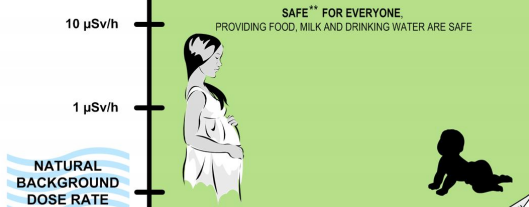 SAFE** FOR EVERYONE,
PROVIDING FOOD, MILK AND DRINKING WATER ARE SAFE
10 µSv/h
1 µSv/h
NATURAL
BACKGROUND
DOSE RATE